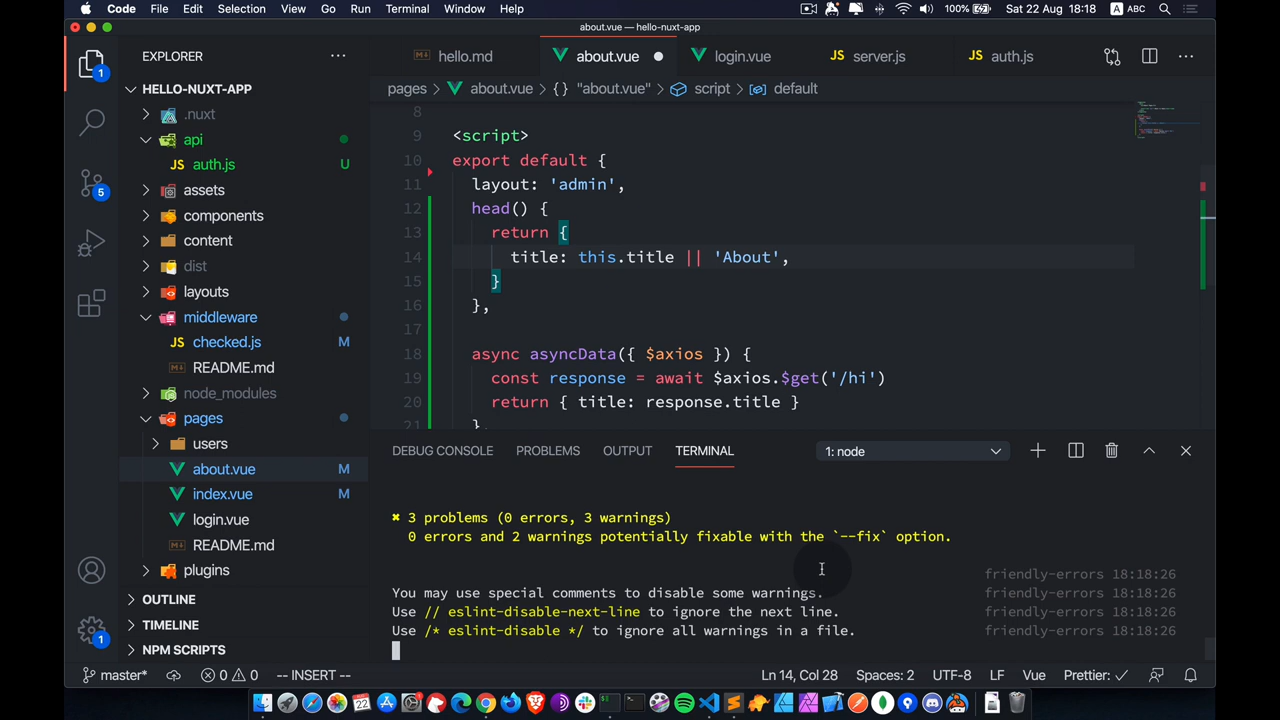 Code File Edit Selection View Go Run Terminal Window Help 100% Sat 22 Aug 18:18 A ABC
about.vue — hello-nuxt-app
EXPLORER ···
hello.md about.vue login.vue JS server.js JS auth.js ···
HELLO-NUXT-APP
pages > about.vue > {} "about.vue" > script > default
.nuxt
api
JS auth.js U
assets
components
content
dist
layouts
middleware
JS checked.js M
README.md
node_modules
pages
users
about.vue M
index.vue M
login.vue
README.md
plugins
OUTLINE
TIMELINE
NPM SCRIPTS
1
5
1
8
9 <script>
10 export default {
11 layout: 'admin',
12 head() {
13 return {
14 title: this.title || 'About',
15 }
16 },
17
18 async asyncData({ $axios }) {
19 const response = await $axios.$get('/hi')
20 return { title: response.title }
21 },
DEBUG CONSOLE PROBLEMS OUTPUT TERMINAL 1: node
✖ 3 problems (0 errors, 3 warnings)
0 errors and 2 warnings potentially fixable with the `--fix` option.
friendly-errors 18:18:26
You may use special comments to disable some warnings. friendly-errors 18:18:26
Use // eslint-disable-next-line to ignore the next line. friendly-errors 18:18:26
Use /* eslint-disable */ to ignore all warnings in a file. friendly-errors 18:18:26
master* 0 0 -- INSERT -- Ln 14, Col 28 Spaces: 2 UTF-8 LF Vue Prettier: ✓